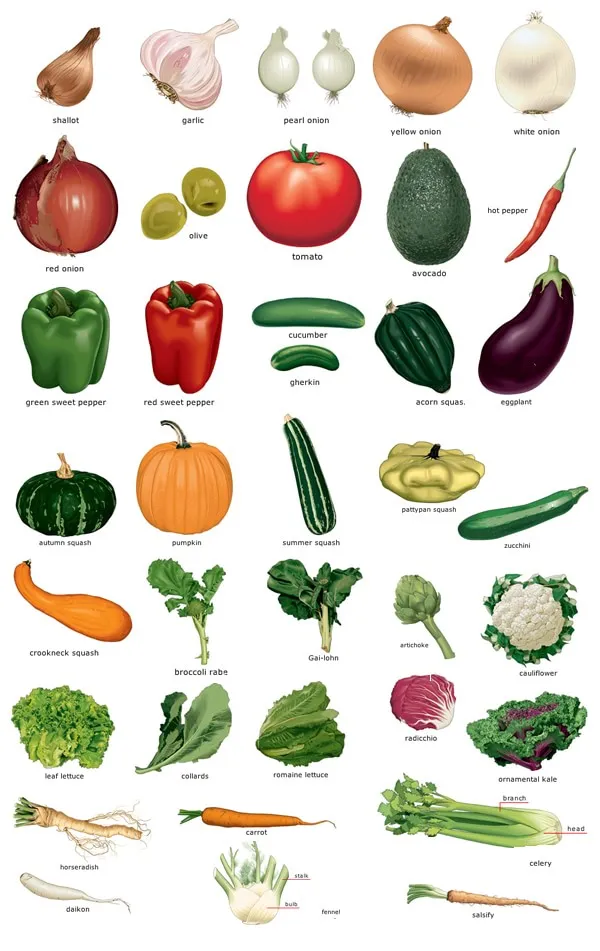 shallot
garlic
pearl onion
yellow onion
white onion
red onion
olive
tomato
avocado
hot pepper
green sweet pepper
red sweet pepper
cucumber
gherkin
acorn squas.
eggplant
autumn squash
pumpkin
summer squash
pattypan squash
zucchini
crookneck squash
broccoli rabe
Gai-lohn
artichoke
cauliflower
leaf lettuce
collards
romaine lettuce
radicchio
ornamental kale
horseradish
carrot
branch
head
celery
daikon
stalk
bulb
fennel
salsify